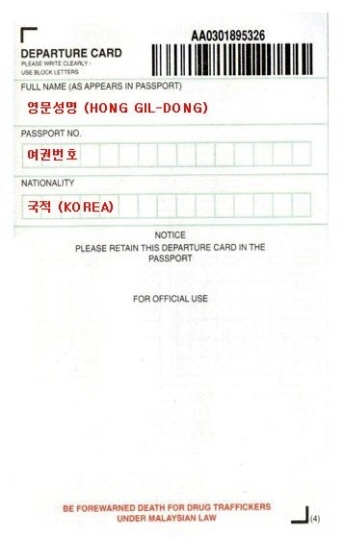 AA0301895326
DEPARTURE CARD
PLEASE WRITE CLEARLY -
USE BLOCK LETTERS
FULL NAME (AS APPEARS IN PASSPORT)
영문성명 (HONG GIL-DONG)
PASSPORT NO.
여권번호
NATIONALITY
국적 (KOREA)
NOTICE
PLEASE RETAIN THIS DEPARTURE CARD IN THE
PASSPORT
FOR OFFICIAL USE
BE FOREWARNED DEATH FOR DRUG TRAFFICKERS
UNDER MALAYSIAN LAW
(4)